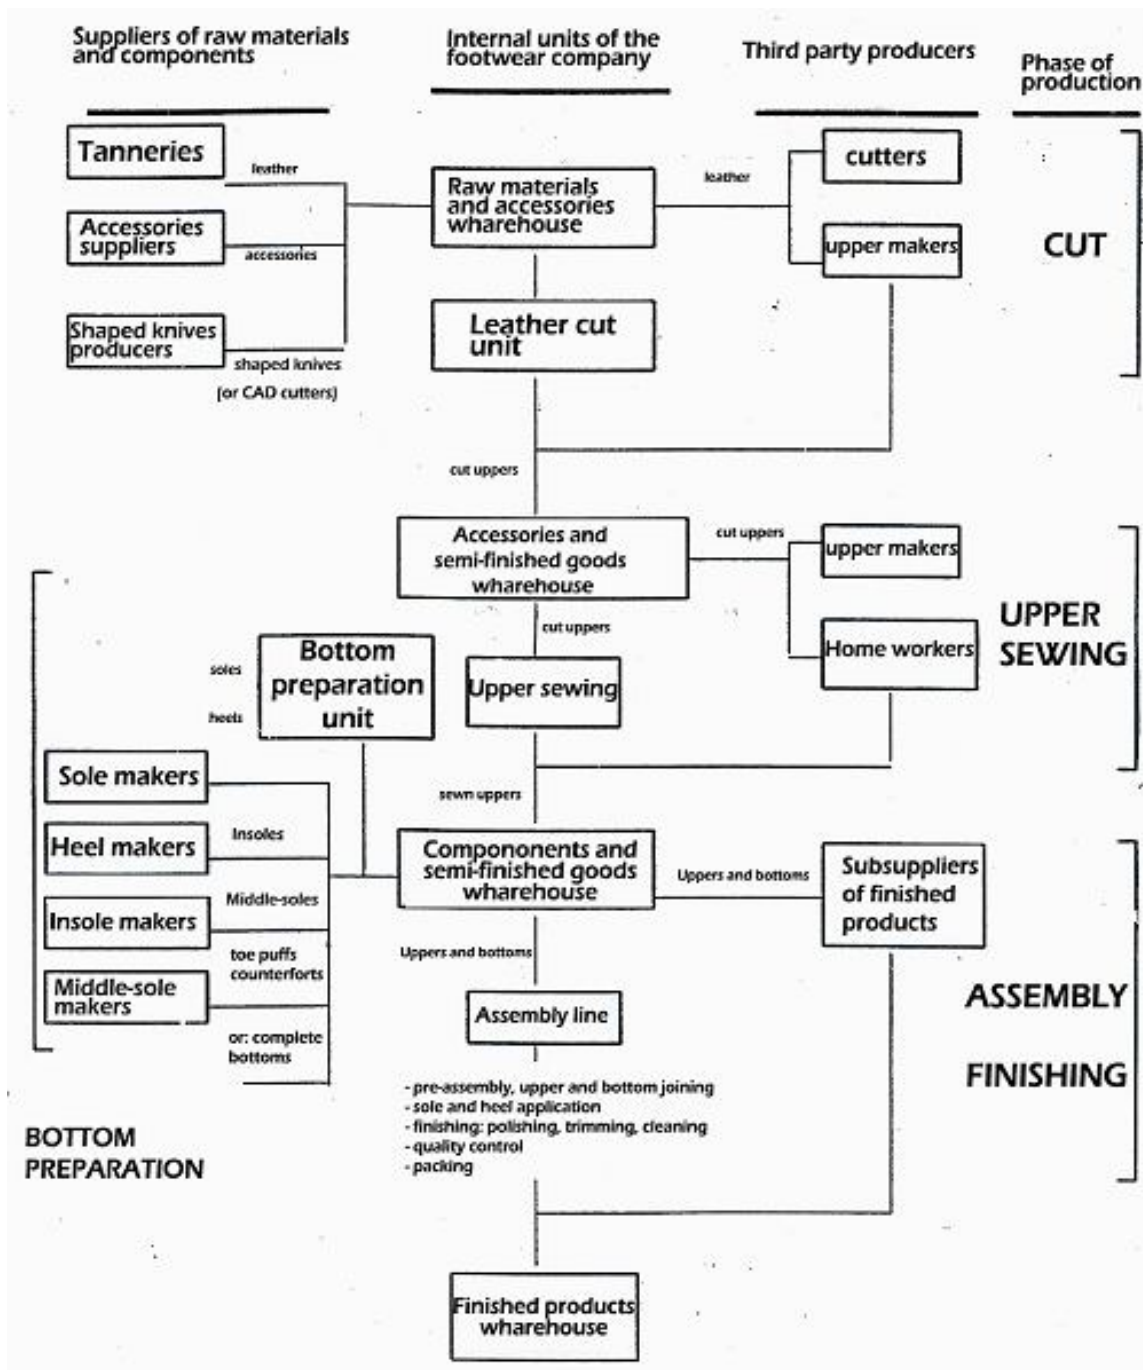 Suppliers of raw materials
and components
Internal units of the
footwear company
Third party producers
Phase of
production
Tanneries
leather
Accessories
suppliers
accessories
Shaped knives
producers
shaped knives
(or CAD cutters)
Raw materials
and accessories
wharehouse
leather
cutters
upper makers
CUT
Leather cut
unit
cut uppers
Accessories and
semi-finished goods
wharehouse
cut uppers
upper makers
Home workers
UPPER
SEWING
cut uppers
Upper sewing
soles
heels
Bottom
preparation
unit
sewn uppers
Sole makers
Heel makers
Insole makers
Middle-sole
makers
Insoles
Middle-soles
toe puffs
counterforts
or: complete
bottoms
BOTTOM
PREPARATION
Compononents and
semi-finished goods
wharehouse
Uppers and bottoms
Subsuppliers
of finished
products
Uppers and bottoms
Assembly line
ASSEMBLY
FINISHING
- pre-assembly, upper and bottom joining
- sole and heel application
- finishing: polishing, trimming, cleaning
- quality control
- packing
Finished products
wharehouse